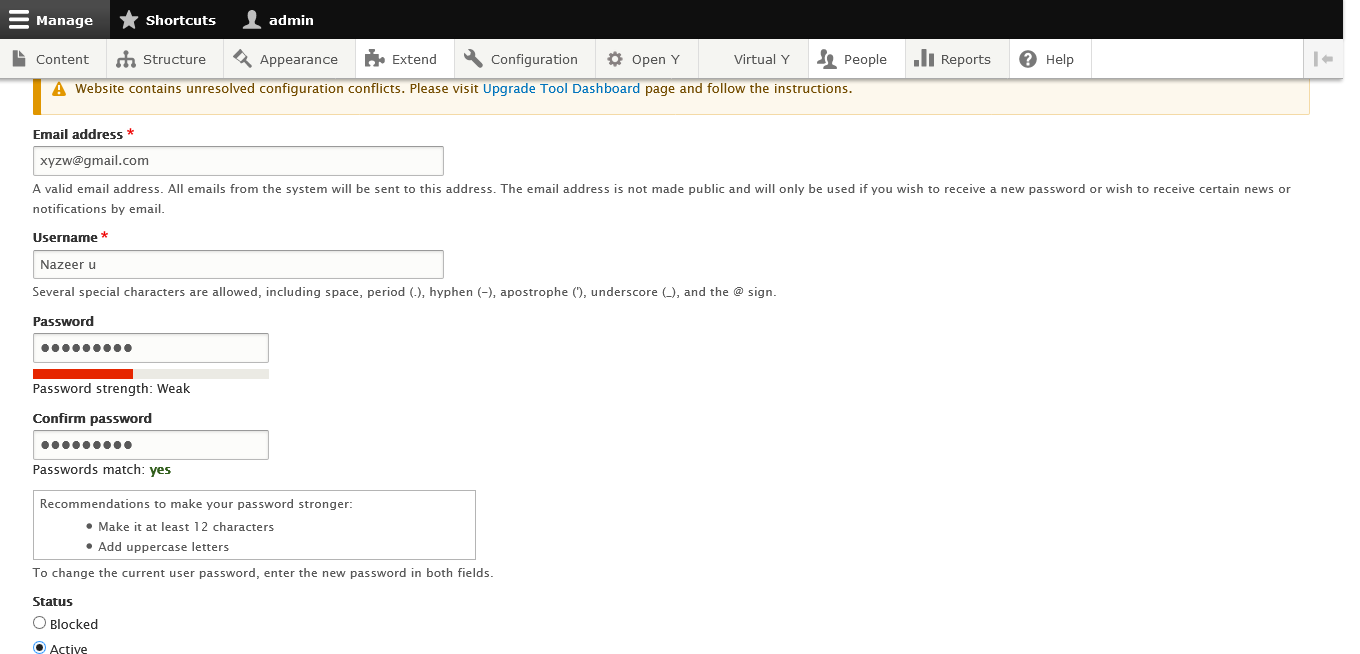 Manage Shortcuts admin
Content Structure Appearance Extend Configuration Open Y Virtual Y People Reports Help
Website contains unresolved configuration conflicts. Please visit Upgrade Tool Dashboard page and follow the instructions.
Email address *
xyzw@gmail.com
A valid email address. All emails from the system will be sent to this address. The email address is not made public and will only be used if you wish to receive a new password or wish to receive certain news or
notifications by email.
Username *
Nazeer u
Several special characters are allowed, including space, period (.), hyphen (-), apostrophe ('), underscore (_), and the @ sign.
Password
●●●●●●●●●
Password strength: Weak
Confirm password
●●●●●●●●●
Passwords match: yes
Recommendations to make your password stronger:
• Make it at least 12 characters
• Add uppercase letters
To change the current user password, enter the new password in both fields.
Status
Blocked
Active